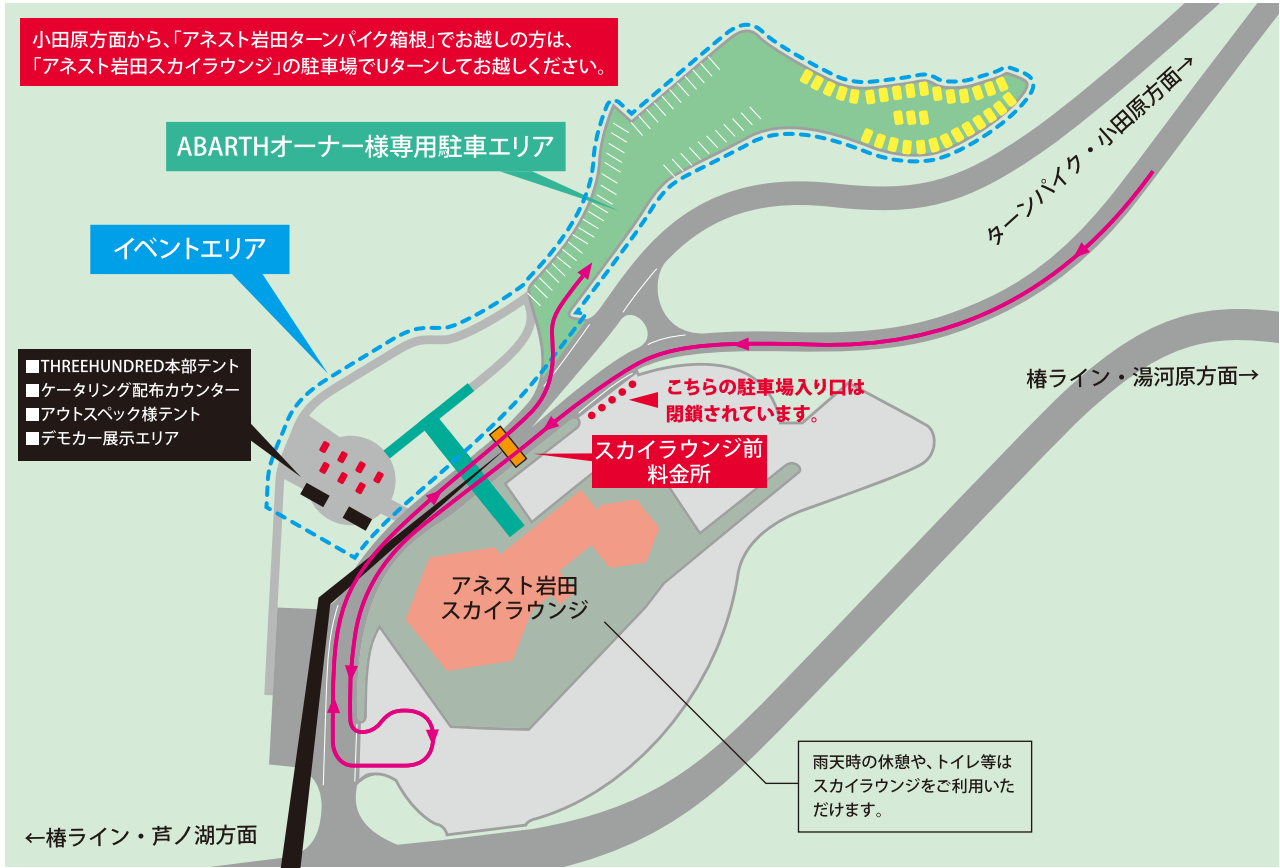 小田原方面から、「アネスト岩田ターンパイク箱根」でお越しの方は、
「アネスト岩田スカイラウンジ」の駐車場でUターンしてお越しください。
ABARTHオーナー様専用駐車エリア
イベントエリア
ターンパイク・小田原方面→
■THREEHUNDRED本部テント
■ケータリング配布カウンター
■アウトスペック様テント
■デモカー展示エリア
椿ライン・湯河原方面→
こちらの駐車場入り口は
閉鎖されています。
スカイラウンジ前
料金所
アネスト岩田
スカイラウンジ
雨天時の休憩や、トイレ等は
スカイラウンジをご利用いた
だけます。
←椿ライン・芦ノ湖方面